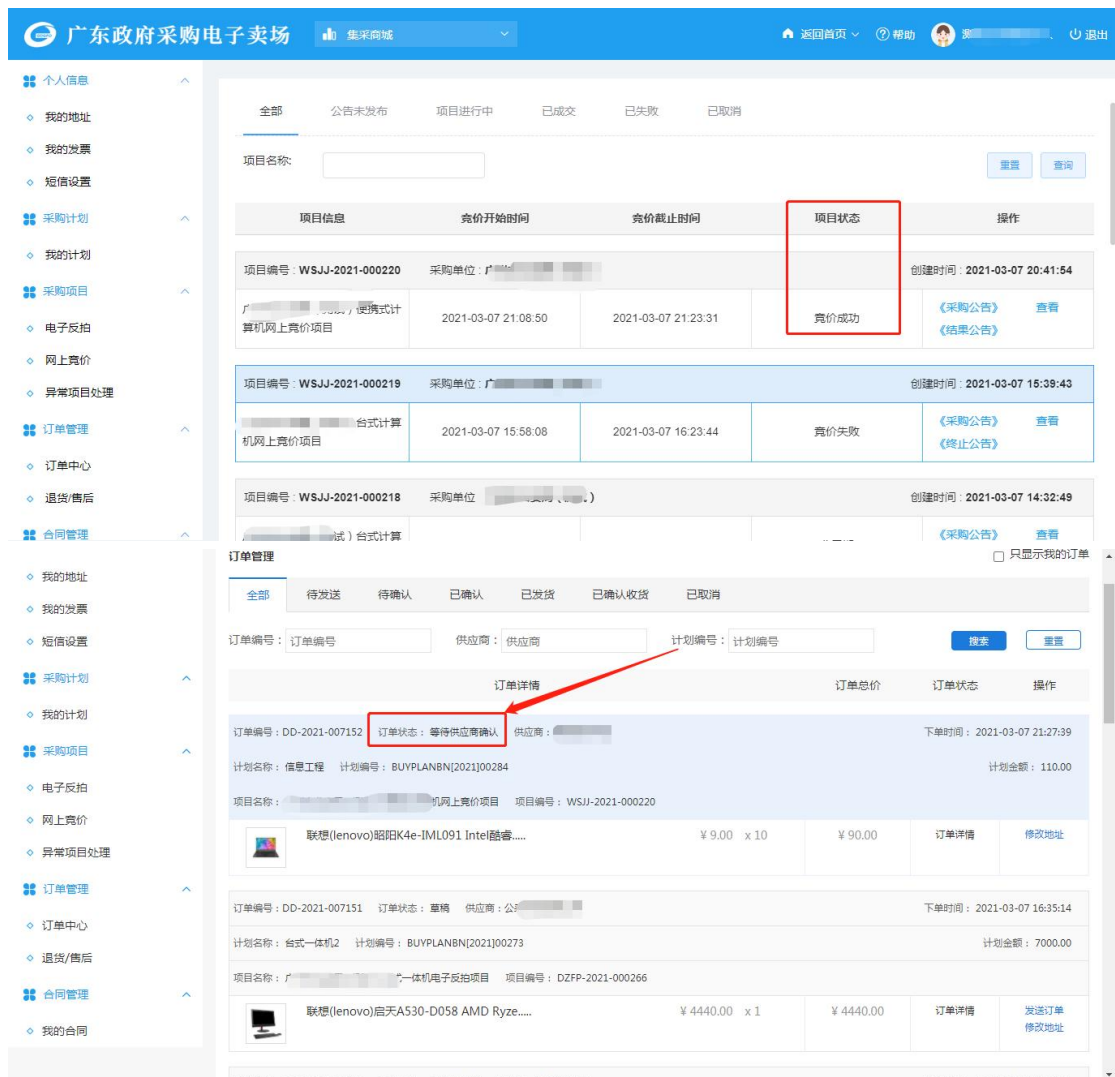 广东政府采购电子卖场 集采商城 返回首页 帮助 退出
个人信息
我的地址
我的发票
短信设置
采购计划
我的计划
采购项目
电子反拍
网上竞价
异常项目处理
订单管理
订单中心
退货/售后
合同管理
全部 公告未发布 项目进行中 已成交 已失败 已取消
项目名称: 重置 查询
项目信息 竞价开始时间 竞价截止时间 项目状态 操作
项目编号：WSJJ-2021-000220 采购单位： 创建时间：2021-03-07 20:41:54
）便携式计
算机网上竞价项目 2021-03-07 21:08:50 2021-03-07 21:23:31 竞价成功 《采购公告》 查看
《结果公告》
项目编号：WSJJ-2021-000219 采购单位： 创建时间：2021-03-07 15:39:43
台式计算
机网上竞价项目 2021-03-07 15:58:08 2021-03-07 16:23:44 竞价失败 《采购公告》 查看
《终止公告》
项目编号：WSJJ-2021-000218 采购单位 创建时间：2021-03-07 14:32:49
试）台式计算 《采购公告》 查看
我的地址
我的发票
短信设置
采购计划
我的计划
采购项目
电子反拍
网上竞价
异常项目处理
订单管理
订单中心
退货/售后
合同管理
我的合同
订单管理 只显示我的订单
全部 待发送 待确认 已确认 已发货 已确认收货 已取消
订单编号： 订单编号 供应商： 供应商 计划编号： 计划编号 搜索 重置
订单详情 订单总价 订单状态 操作
订单编号：DD-2021-007152 订单状态：等待供应商确认 供应商： 下单时间：2021-03-07 21:27:39
计划名称：信息工程 计划编号：BUYPLANBN[2021]00284 计划金额：110.00
项目名称： 机网上竞价项目 项目编号：WSJJ-2021-000220
联想(lenovo)昭阳K4e-IML091 Intel酷睿..... ¥ 9.00 x 10 ¥ 90.00 订单详情 修改地址
订单编号：DD-2021-007151 订单状态：草稿 供应商： 下单时间：2021-03-07 16:35:14
计划名称：台式一体机2 计划编号：BUYPLANBN[2021]00273 计划金额：7000.00
项目名称： 一体机电子反拍项目 项目编号：DZFP-2021-000266
联想(lenovo)启天A530-D058 AMD Ryze..... ¥ 4440.00 x 1 ¥ 4440.00 订单详情 发送订单
修改地址